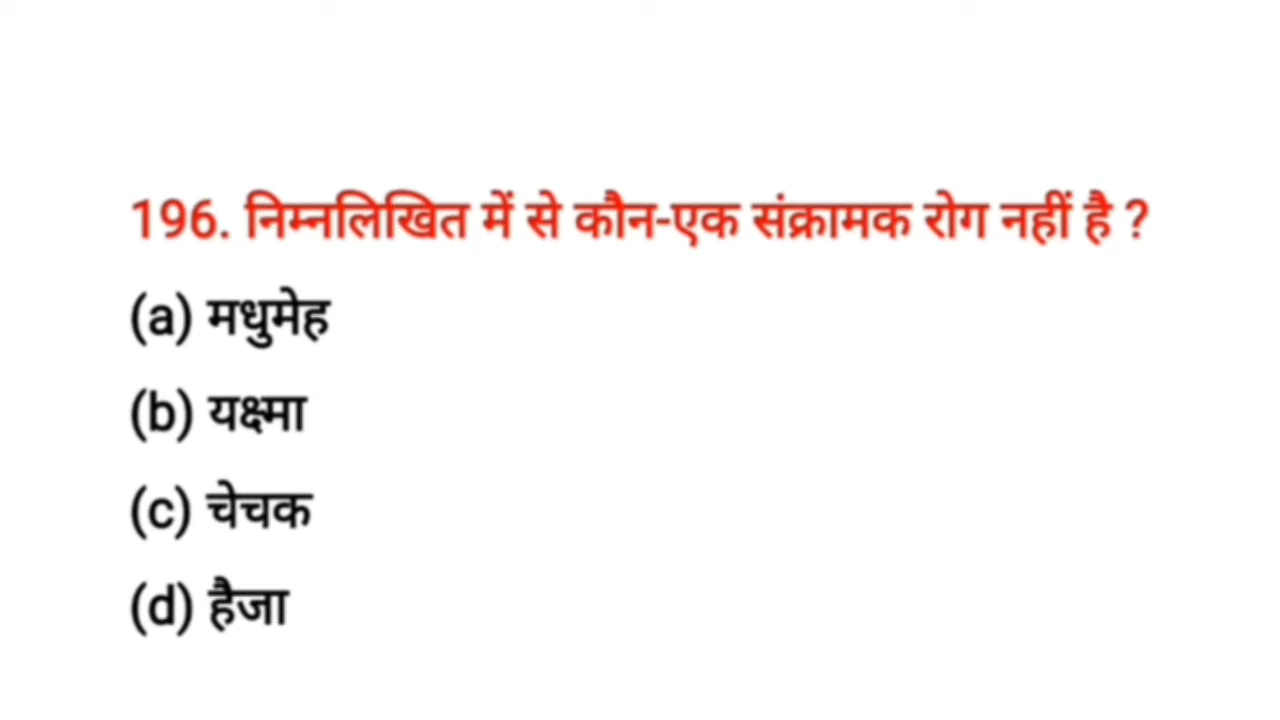 196. निम्नलिखित में से कौन-एक संक्रामक रोग नहीं है ?
(a) मधुमेह
(b) यक्ष्मा
(c) चेचक
(d) हैजा